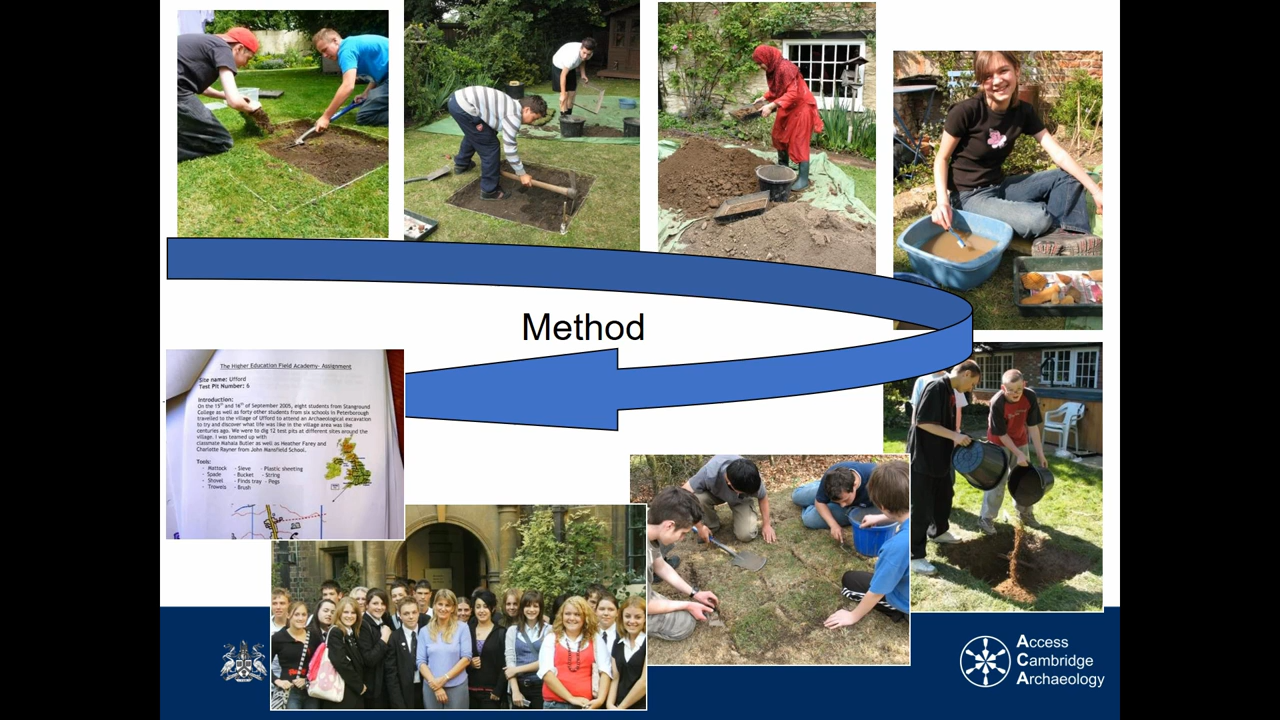 Method
The Higher Education Field Academy- Assignment
Site name: Ufford
Test Pit Number: 6
Introduction:
On the 15th and 16th of September 2005, eight students from Stanground
College as well as forty other students from six schools in Peterborough
travelled to the village of Ufford to attend an Archaeological excavation
to try and discover what life was like in the village area was like
centuries ago. We were to dig 12 test pits at different sites around the
village. I was teamed up with
classmate Mahala Butler as well as Heather Farey and
Charlotte Rayner from John Mansfield School.
Tools:
- Mattock - Sieve - Plastic sheeting
- Spade - Bucket - String
- Shovel - Finds tray - Pegs
- Trowels - Brush
Access
Cambridge
Archaeology